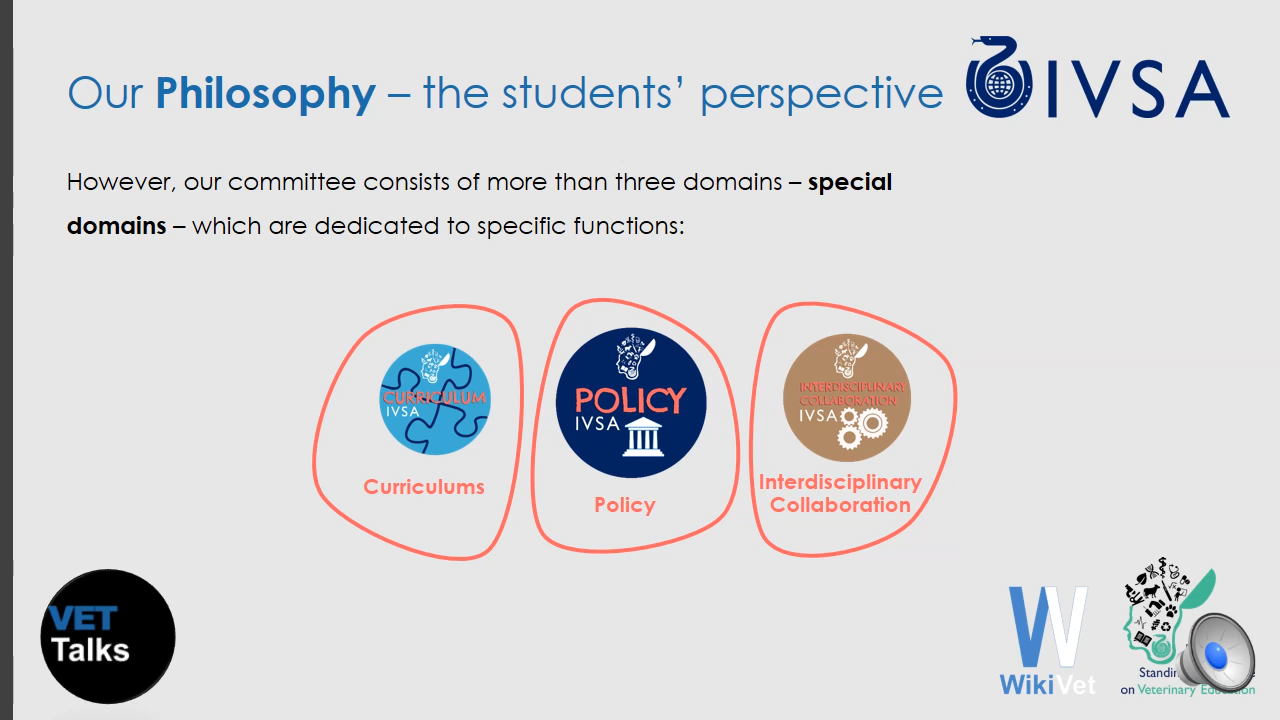 Our Philosophy – the students’ perspective
IVSA
However, our committee consists of more than three domains – special
domains – which are dedicated to specific functions:
CURRICULUM
IVSA
POLICY
IVSA
INTERDISCIPLINARY
COLLABORATION
IVSA
Curriculums
Policy
Interdisciplinary
Collaboration
VET
Talks
W
WikiVet
on Veterinary